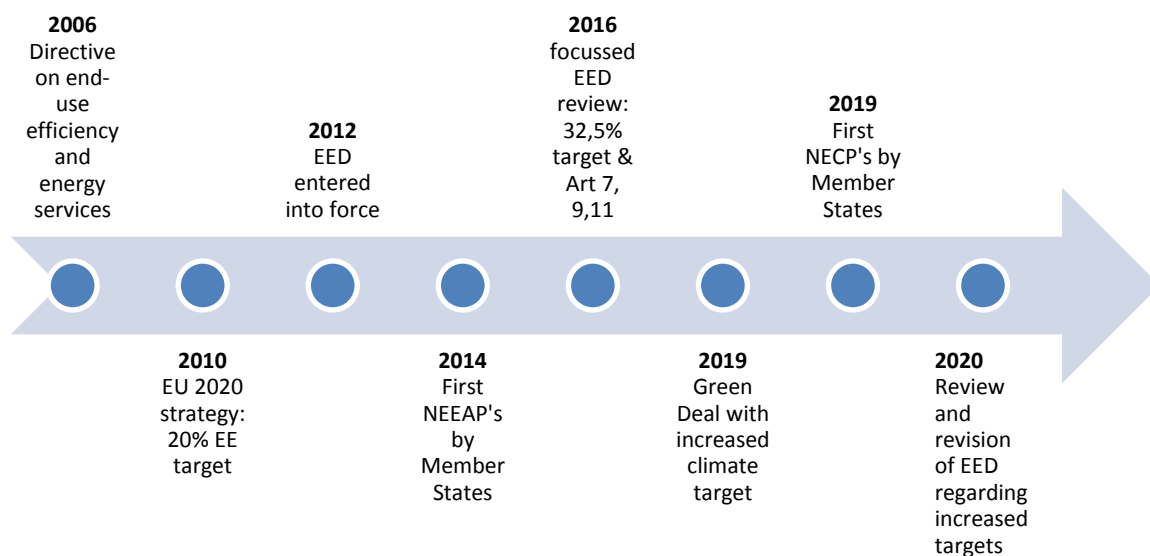 2006
Directive
on end-
use
efficiency
and
energy
services
2010
EU 2020
strategy:
20% EE
target
2012
EED
entered
into force
2014
First
NEEAP's
by
Member
States
2016
focussed
EED
review:
32,5%
target &
Art 7,
9,11
2019
Green
Deal with
increased
climate
target
2019
First
NECP's by
Member
States
2020
Review
and
revision
of EED
regarding
increased
targets